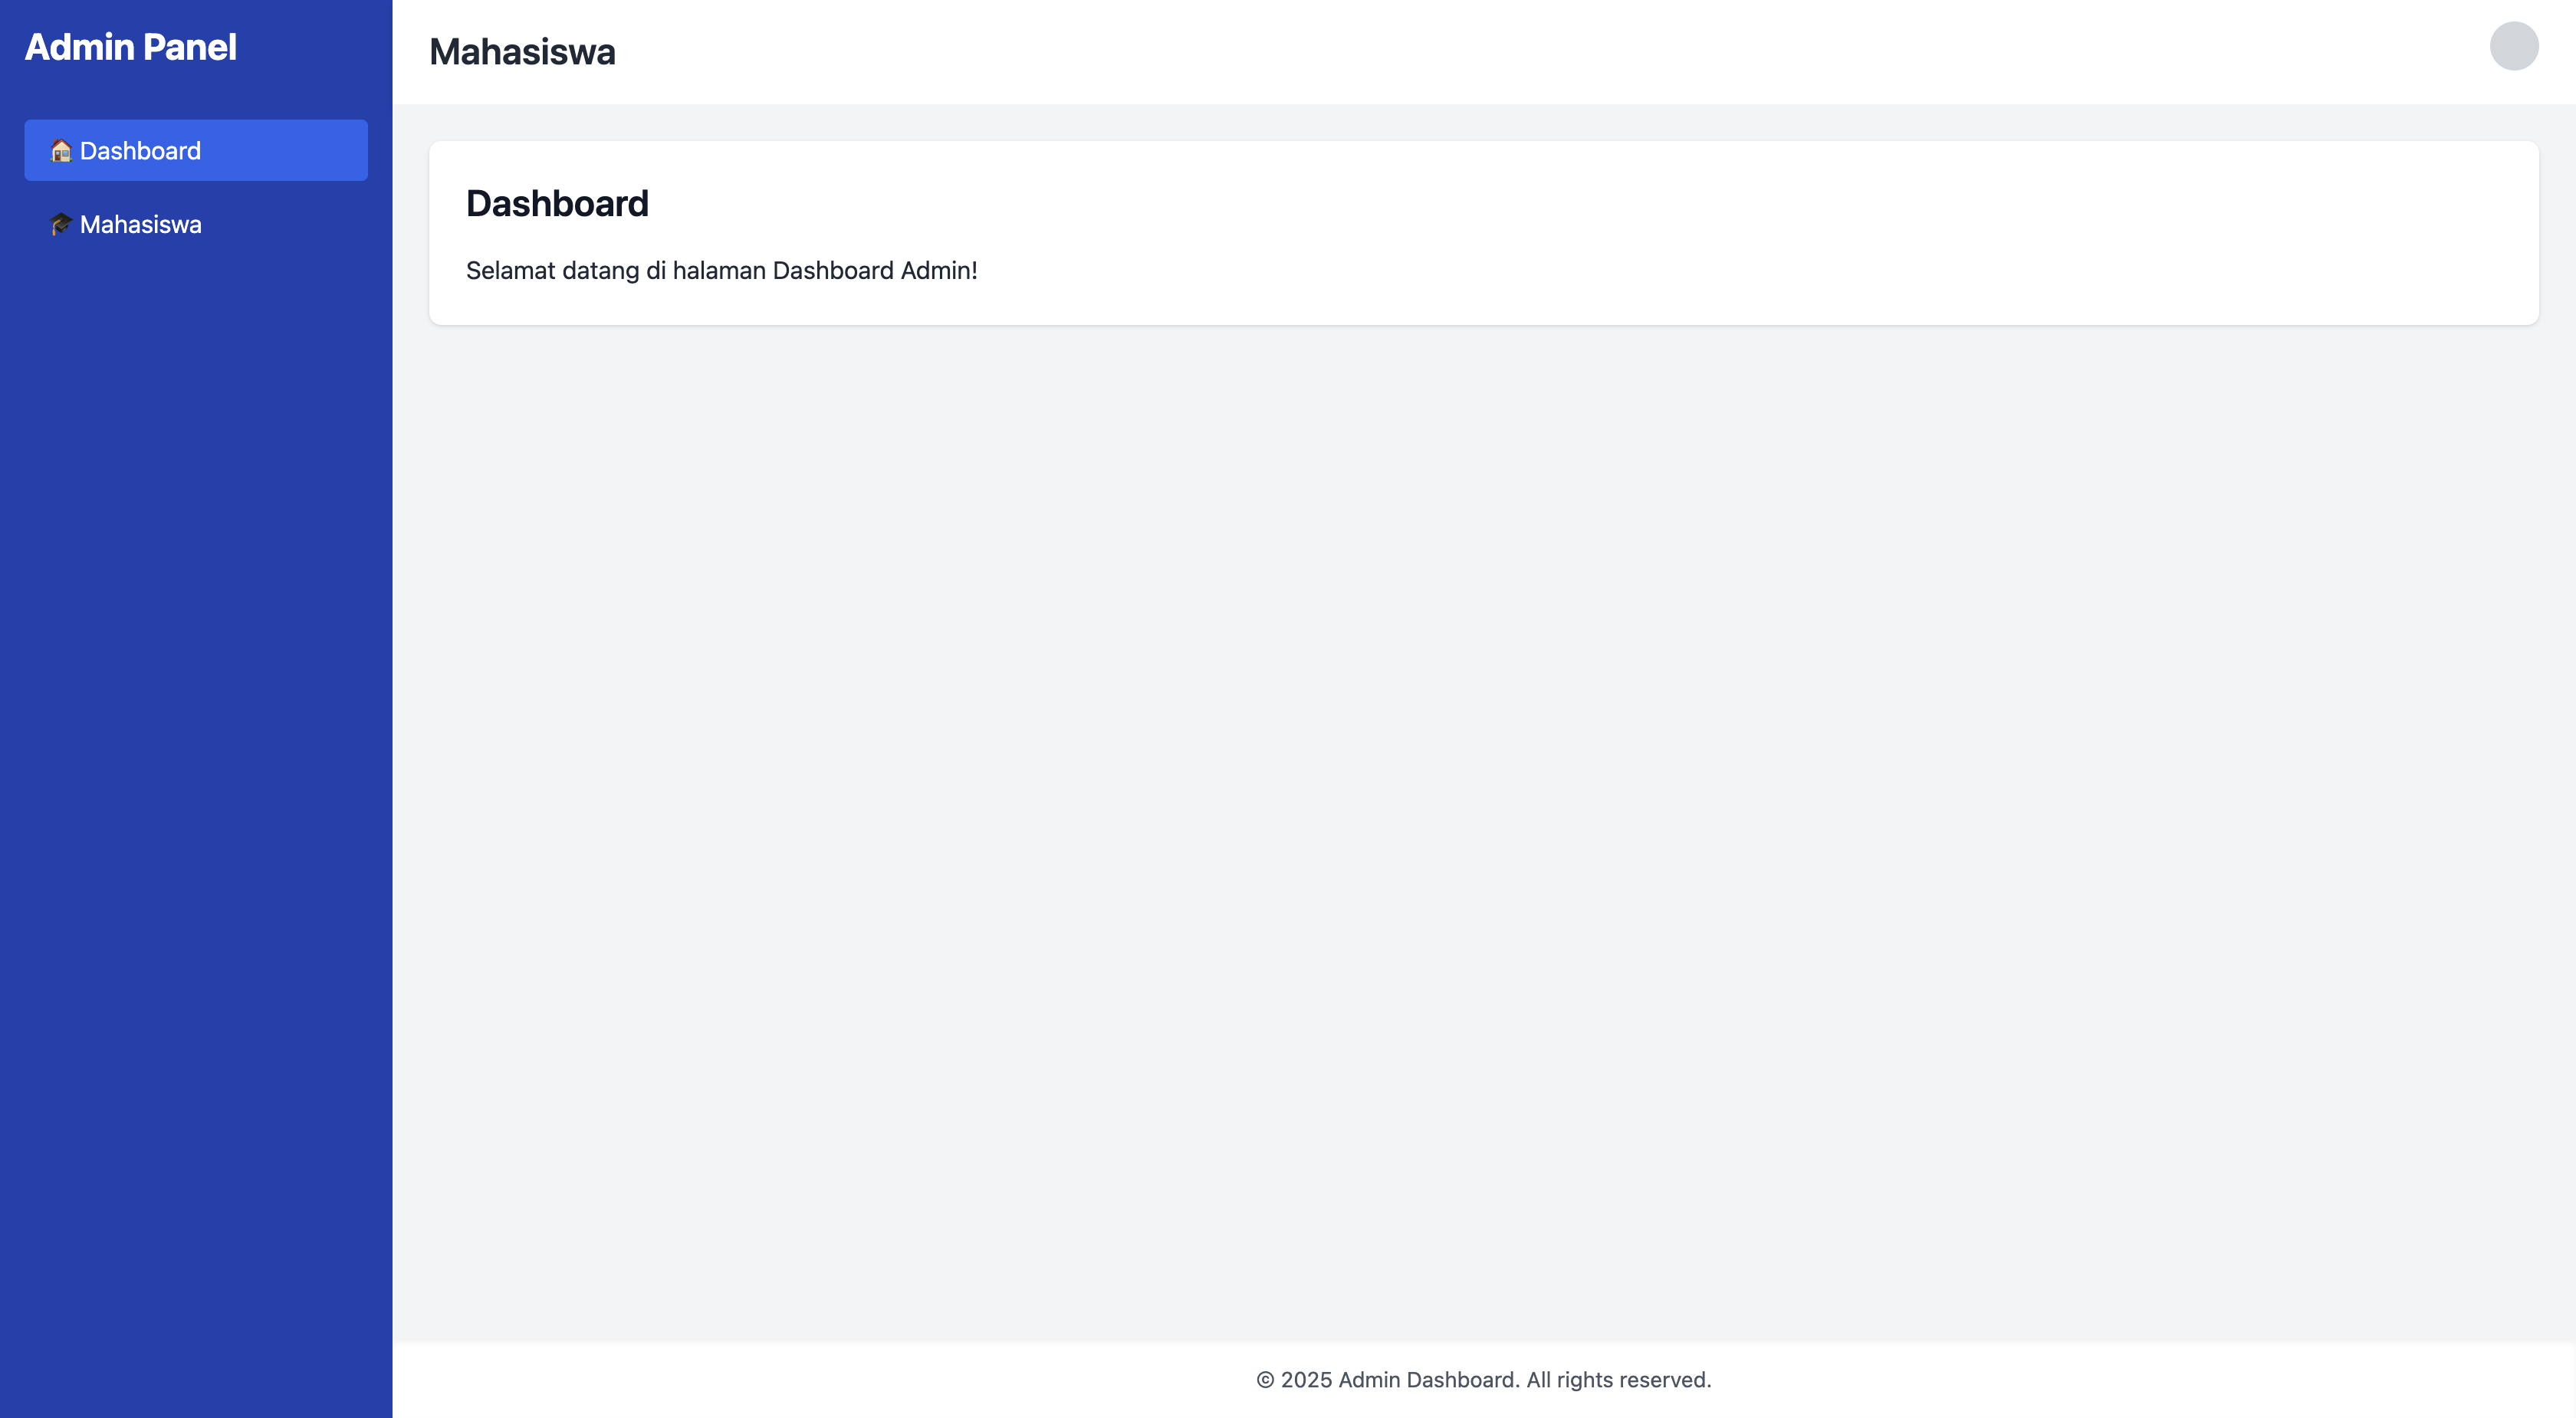 Admin Panel
🏠 Dashboard
🎓 Mahasiswa
Mahasiswa
Dashboard
Selamat datang di halaman Dashboard Admin!
© 2025 Admin Dashboard. All rights reserved.